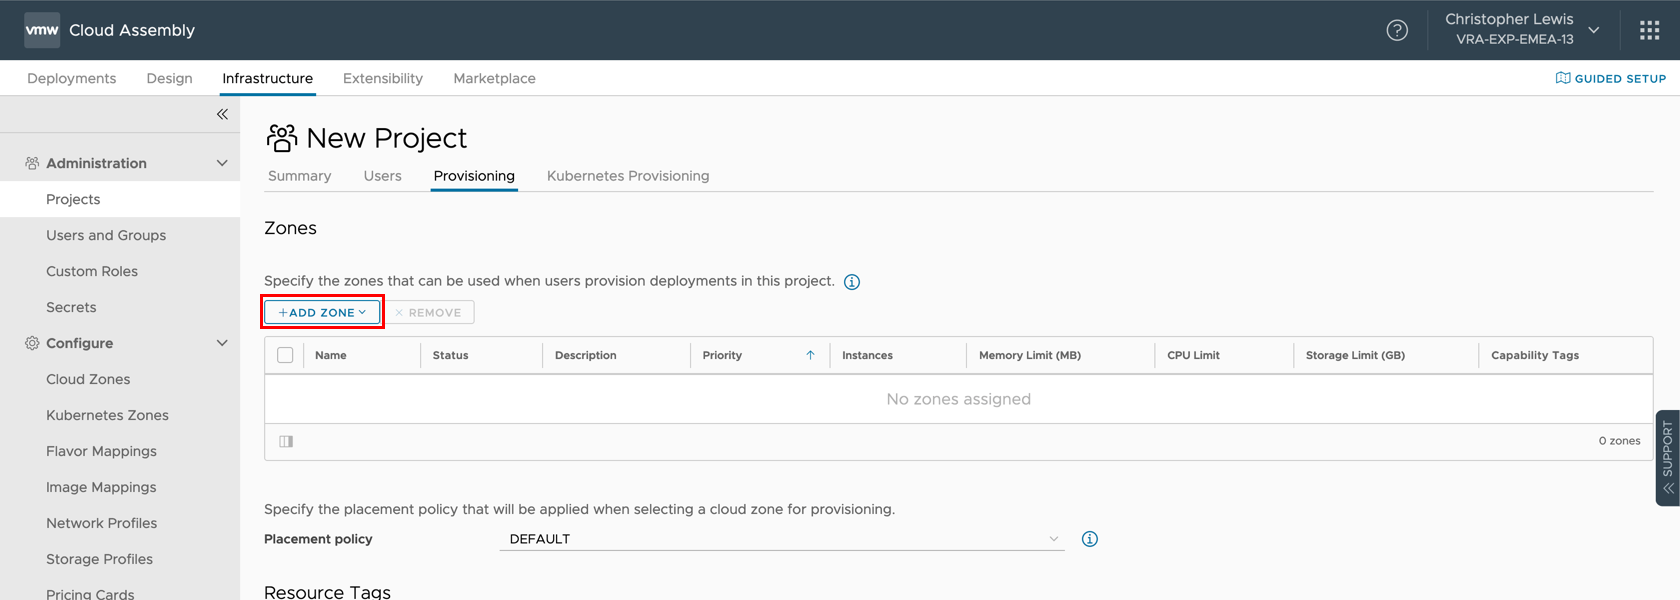 vmw Cloud Assembly
Christopher Lewis
VRA-EXP-EMEA-13
Deployments Design Infrastructure Extensibility Marketplace
GUIDED SETUP
Administration
Projects
Users and Groups
Custom Roles
Secrets
Configure
Cloud Zones
Kubernetes Zones
Flavor Mappings
Image Mappings
Network Profiles
Storage Profiles
Pricing Cards
New Project
Summary Users Provisioning Kubernetes Provisioning
Zones
Specify the zones that can be used when users provision deployments in this project.
+ADD ZONE × REMOVE
Name Status Description Priority Instances Memory Limit (MB) CPU Limit Storage Limit (GB) Capability Tags
No zones assigned
0 zones
Specify the placement policy that will be applied when selecting a cloud zone for provisioning.
Placement policy DEFAULT
Resource Tags
SUPPORT